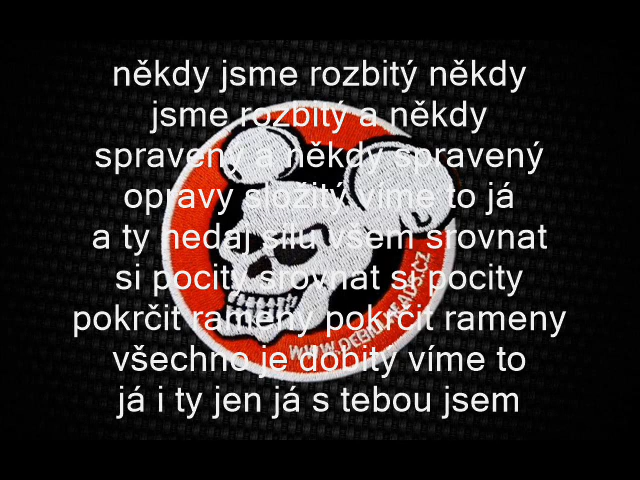 někdy jsme rozbitý někdy
jsme rozbitý a někdy
spravený a někdy spravený
opravy složitý víme to já
a ty nedaj sílu všem srovnat
si pocity srovnat si pocity
pokrčit rameny pokrčit rameny
všechno je dobitý víme to
já i ty jen já s tebou jsem